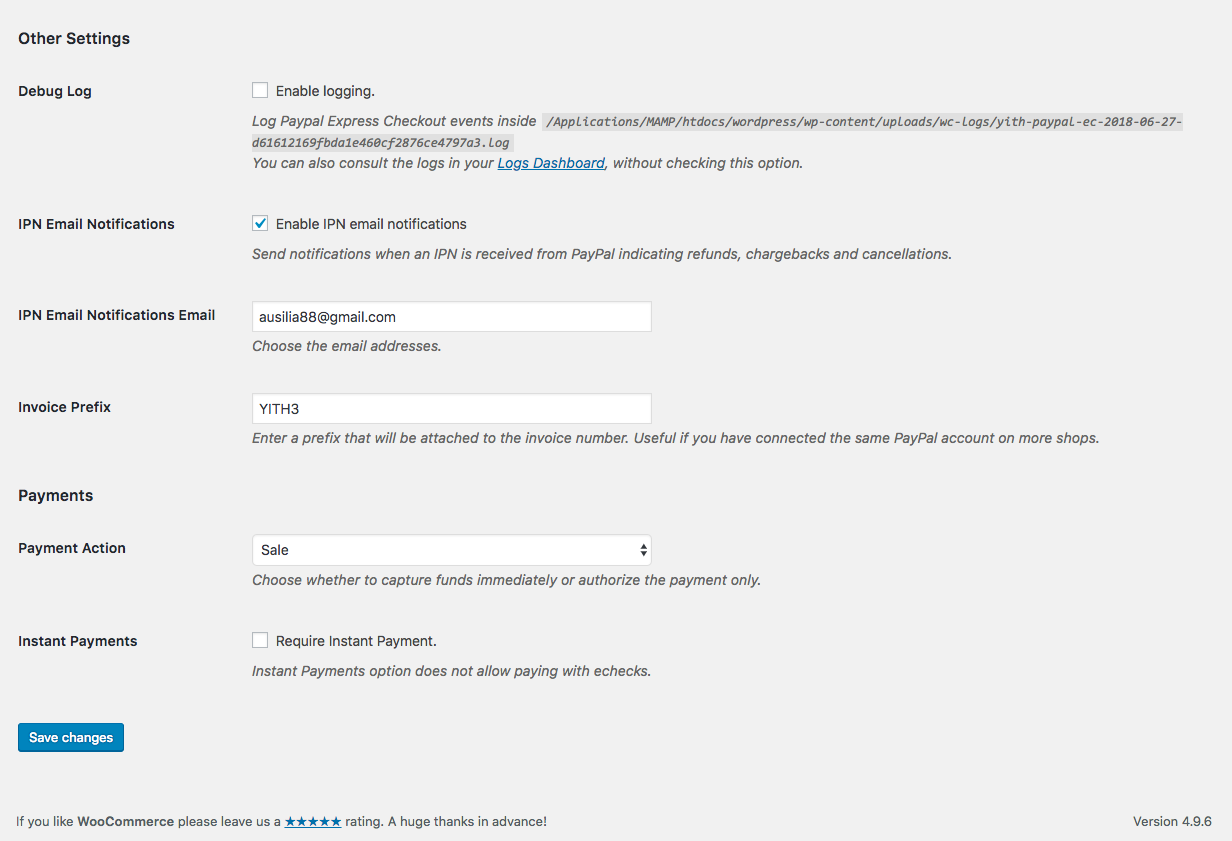 Other Settings
Debug Log
Enable logging.
Log Paypal Express Checkout events inside /Applications/MAMP/htdocs/wordpress/wp-content/uploads/wc-logs/yith-paypal-ec-2018-06-27-
d61612169fbda1e460cf2876ce4797a3.log
You can also consult the logs in your Logs Dashboard, without checking this option.
IPN Email Notifications
Enable IPN email notifications
Send notifications when an IPN is received from PayPal indicating refunds, chargebacks and cancellations.
IPN Email Notifications Email
ausilia88@gmail.com
Choose the email addresses.
Invoice Prefix
YITH3
Enter a prefix that will be attached to the invoice number. Useful if you have connected the same PayPal account on more shops.
Payments
Payment Action
Sale
Choose whether to capture funds immediately or authorize the payment only.
Instant Payments
Require Instant Payment.
Instant Payments option does not allow paying with echecks.
Save changes
If you like WooCommerce please leave us a ★★★★★ rating. A huge thanks in advance!
Version 4.9.6